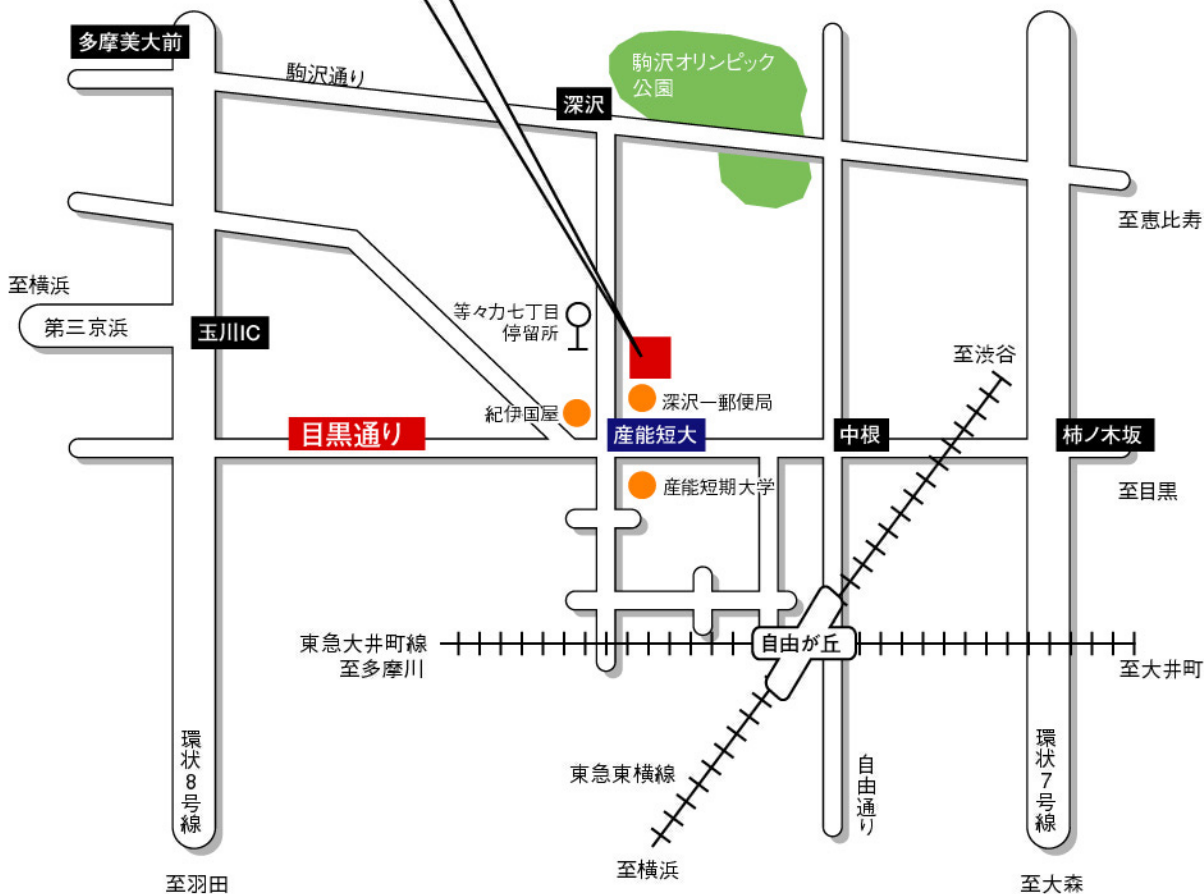 多摩美大前
駒沢通り
深沢
駒沢オリンピック
公園
至恵比寿
至横浜
第三京浜
玉川IC
等々力七丁目
停留所
至渋谷
紀伊国屋
深沢一郵便局
目黒通り
産能短大
中根
柿ノ木坂
至目黒
産能短期大学
東急大井町線
至多摩川
自由が丘
至大井町
環状8号線
東急東横線
自由通り
環状7号線
至横浜
至羽田
至大森